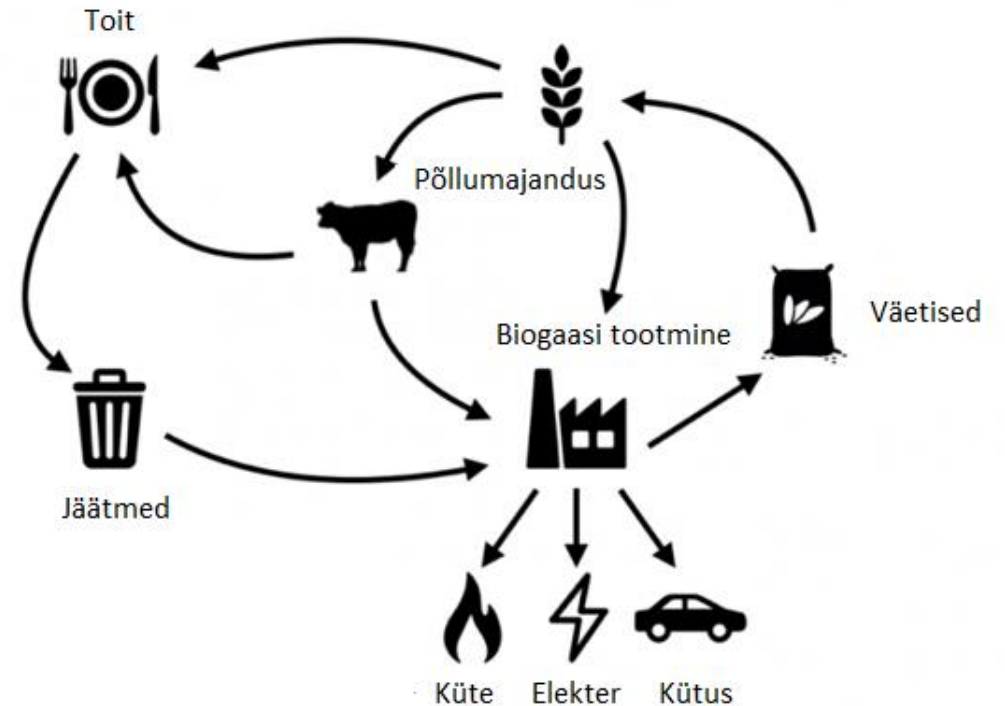 Toit
Põllumajandus
Väetised
Biogaasi tootmine
Jäätmed
Küte
Elekter
Kütus